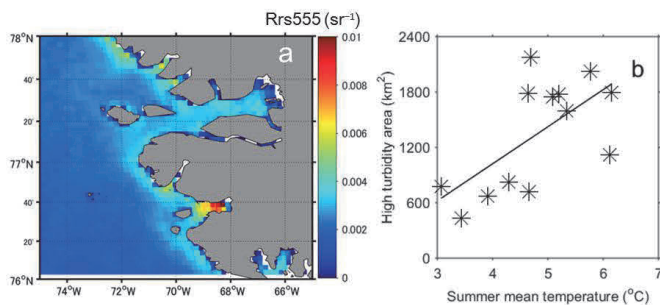 Rrs555 (sr⁻¹)
78°N
40'
20'
77°N
40'
20'
76°N
75°W
72°W
70°W
68°W
66°W
a
0.01
0.008
0.006
0.004
0.002
0
b
High turbidity area (km²)
2400
1800
1200
600
0
3
4
5
6
7
Summer mean temperature (°C)